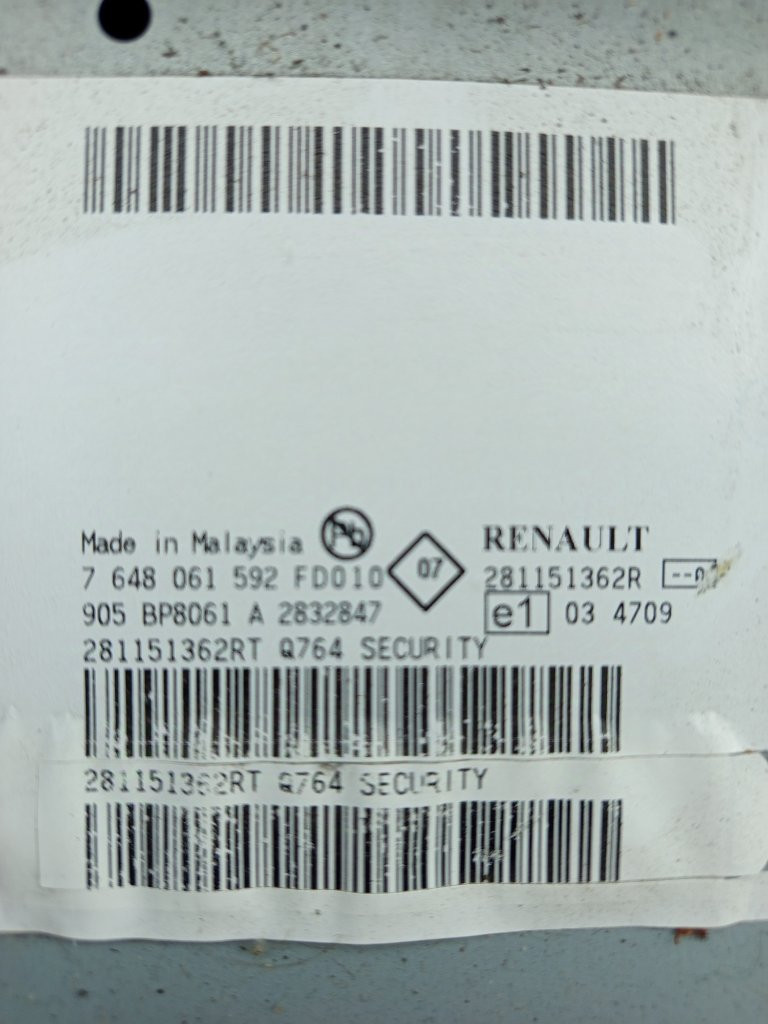 Made in Malaysia Pb RENAULT
7 648 061 592 FD010 07 281151362R
905 BP8061 A 2832847 e1 03 4709
281151362RT Q764 SECURITY
281151362RT Q764 SECURITY